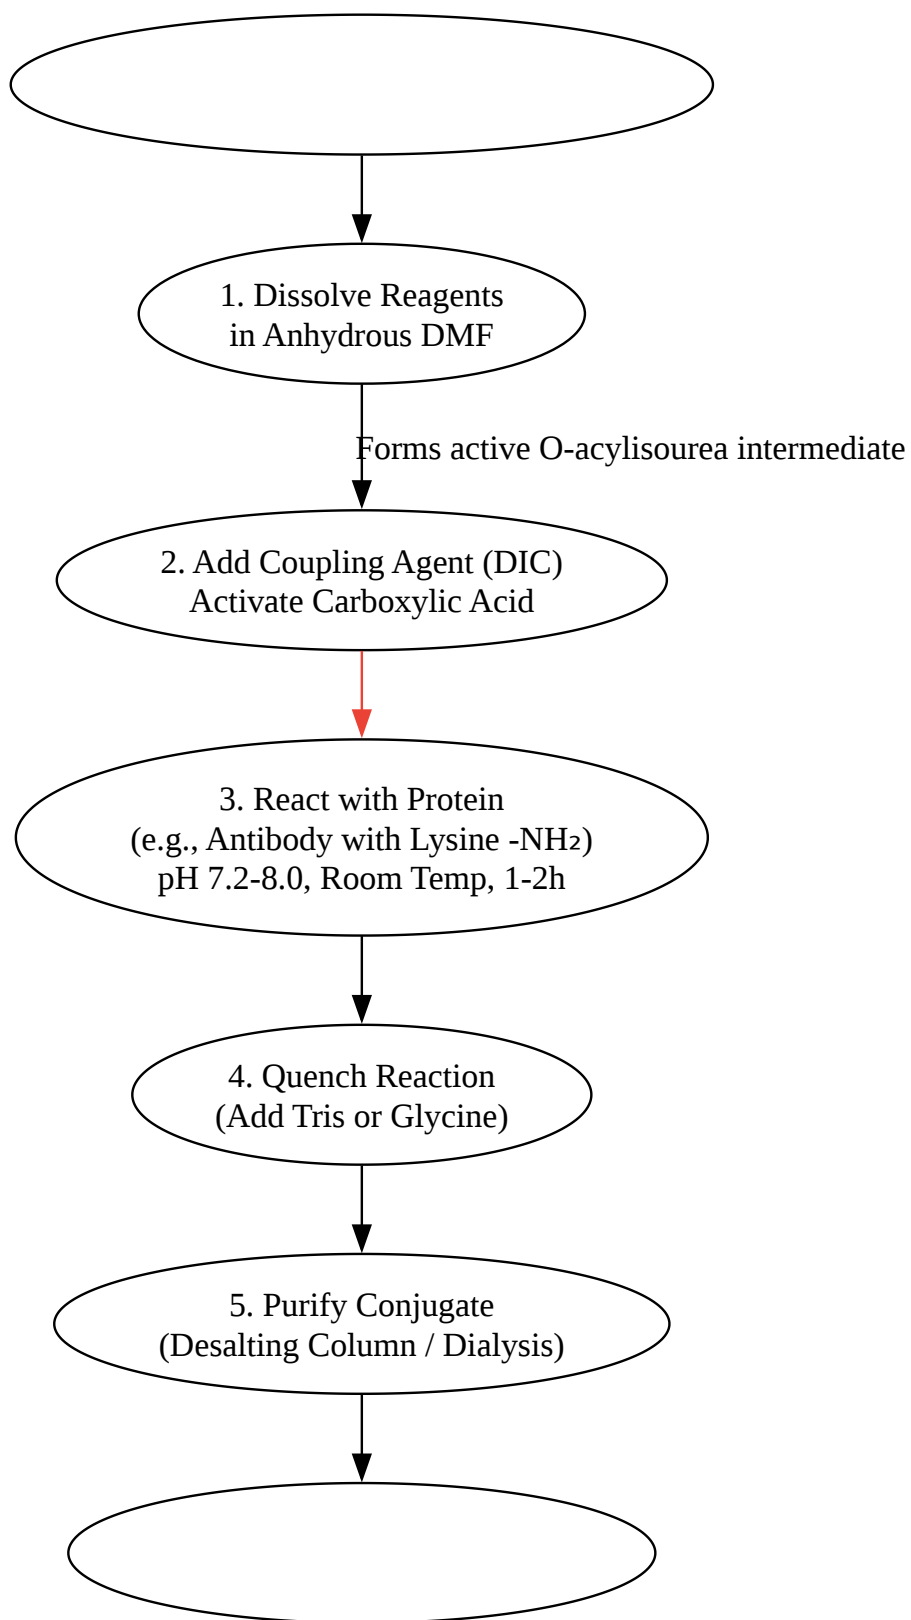 1. Dissolve Reagents
in Anhydrous DMF
Forms active O-acylisourea intermediate
2. Add Coupling Agent (DIC)
Activate Carboxylic Acid
3. React with Protein
(e.g., Antibody with Lysine -NH₂)
pH 7.2-8.0, Room Temp, 1-2h
4. Quench Reaction
(Add Tris or Glycine)
5. Purify Conjugate
(Desalting Column / Dialysis)